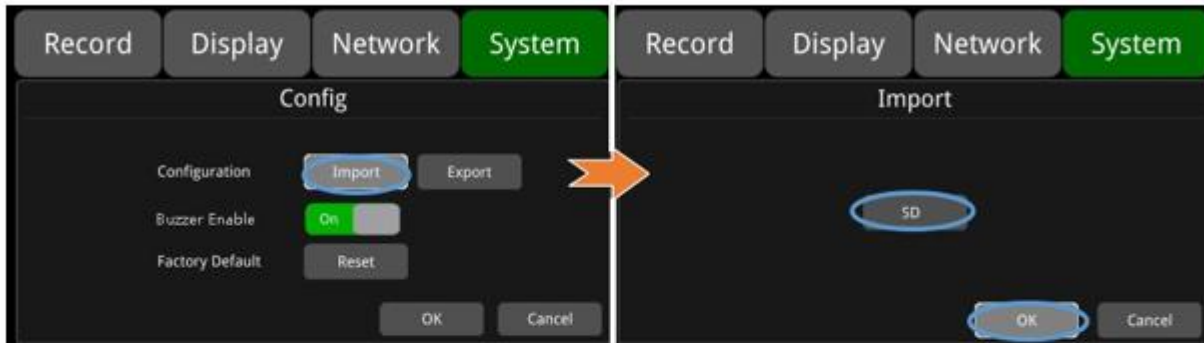 Record Display Network System
Config
Configuration Import Export
Buzzer Enable On
Factory Default Reset
OK Cancel
Record Display Network System
Import
SD
OK Cancel